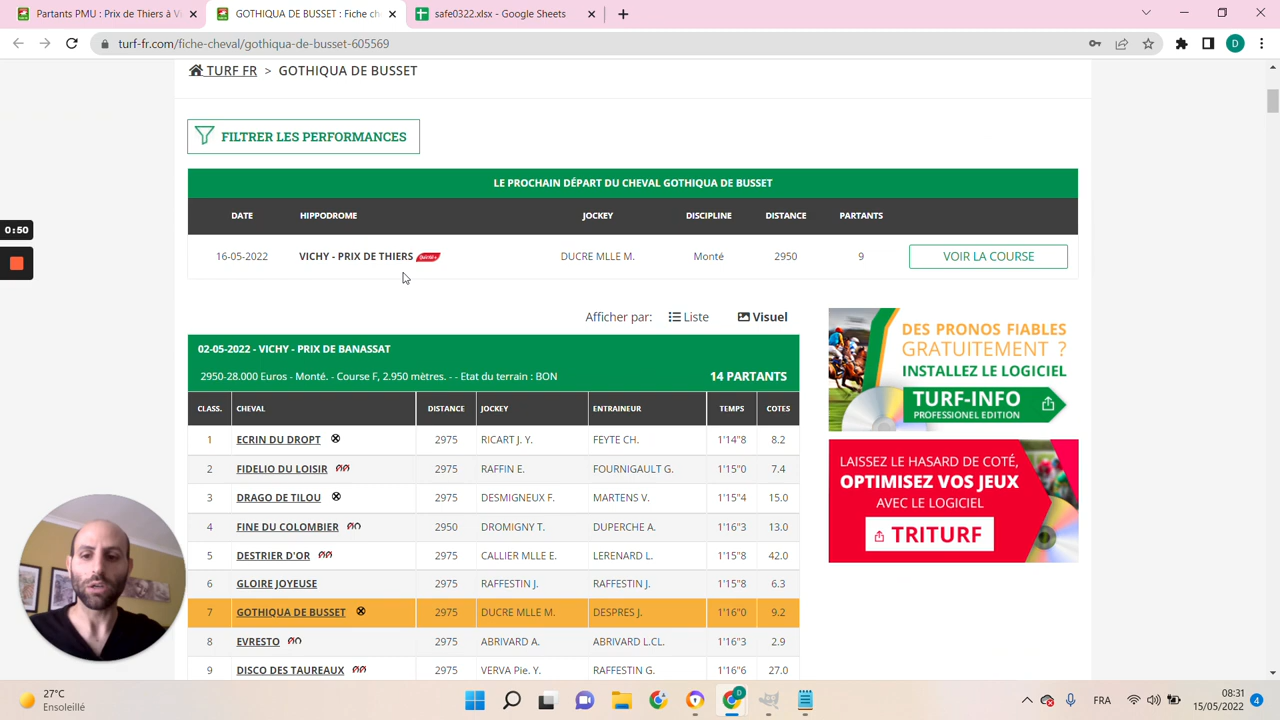 Partants PMU : Prix de Thiers à V
GOTHIQUA DE BUSSET : Fiche ch
safe0322.xlsx - Google Sheets
turf-fr.com/fiche-cheval/gothiqua-de-busset-605569
D
TURF FR > GOTHIQUA DE BUSSET
FILTRER LES PERFORMANCES
LE PROCHAIN DÉPART DU CHEVAL GOTHIQUA DE BUSSET
DATE HIPPODROME JOCKEY DISCIPLINE DISTANCE PARTANTS
0:50
16-05-2022 VICHY - PRIX DE THIERS Quinté+ DUCRE MLLE M. Monté 2950 9 VOIR LA COURSE
Afficher par: Liste Visuel
02-05-2022 - VICHY - PRIX DE BANASSAT
2950-28.000 Euros - Monté. - Course F, 2.950 mètres. - - Etat du terrain : BON 14 PARTANTS
CLASS. CHEVAL DISTANCE JOCKEY ENTRAINEUR TEMPS COTES
1 ECRIN DU DROPT 2975 RICART J. Y. FEYTE CH. 1'14"8 8.2
2 FIDELIO DU LOISIR 2975 RAFFIN E. FOURNIGAULT G. 1'15"0 7.4
3 DRAGO DE TILOU 2975 DESMIGNEUX F. MARTENS V. 1'15"4 15.0
4 FINE DU COLOMBIER 2950 DROMIGNY T. DUPERCHE A. 1'16"3 13.0
5 DESTRIER D'OR 2975 CALLIER MLLE E. LERENARD L. 1'15"8 42.0
6 GLOIRE JOYEUSE 2975 RAFFESTIN J. RAFFESTIN J. 1'15"8 6.3
7 GOTHIQUA DE BUSSET 2975 DUCRE MLLE M. DESPRES J. 1'16"0 9.2
8 EVRESTO 2975 ABRIVARD A. ABRIVARD L.CL. 1'16"3 2.9
9 DISCO DES TAUREAUX 2975 VERVA Pie. Y. RAFFESTIN G. 1'16"6 27.0
DES PRONOS FIABLES
GRATUITEMENT ?
INSTALLEZ LE LOGICIEL
TURF-INFO
PROFESSIONEL EDITION
LAISSEZ LE HASARD DE COTÉ,
OPTIMISEZ VOS JEUX
AVEC LE LOGICIEL
TRITURF
27°C
Ensoleillé
D
FRA
08:31
15/05/2022
4